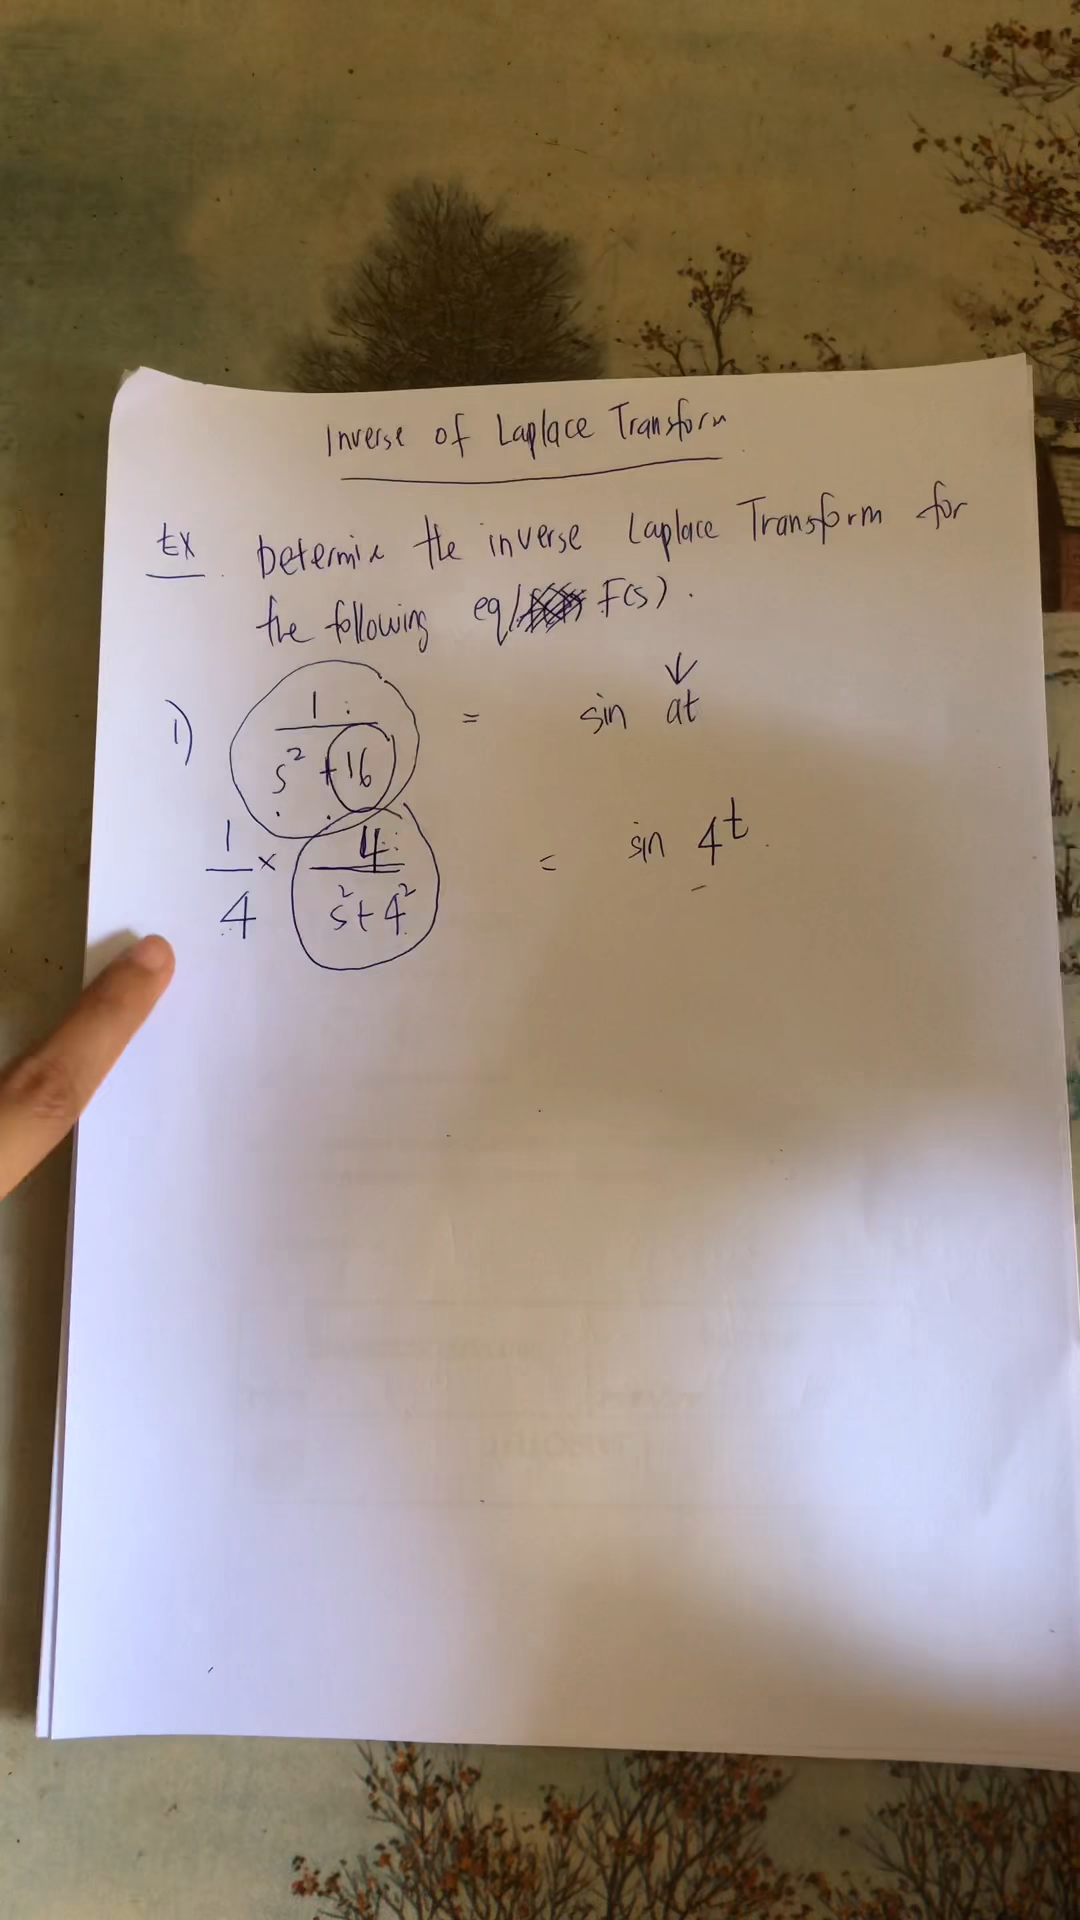 Inverse of Laplace Transform
Ex Determine the inverse Laplace Transform for
the following eq/ F(s).
1) 1/(s² + 16) = sin at
1/4 × 4/(s² + 4²) = sin 4t